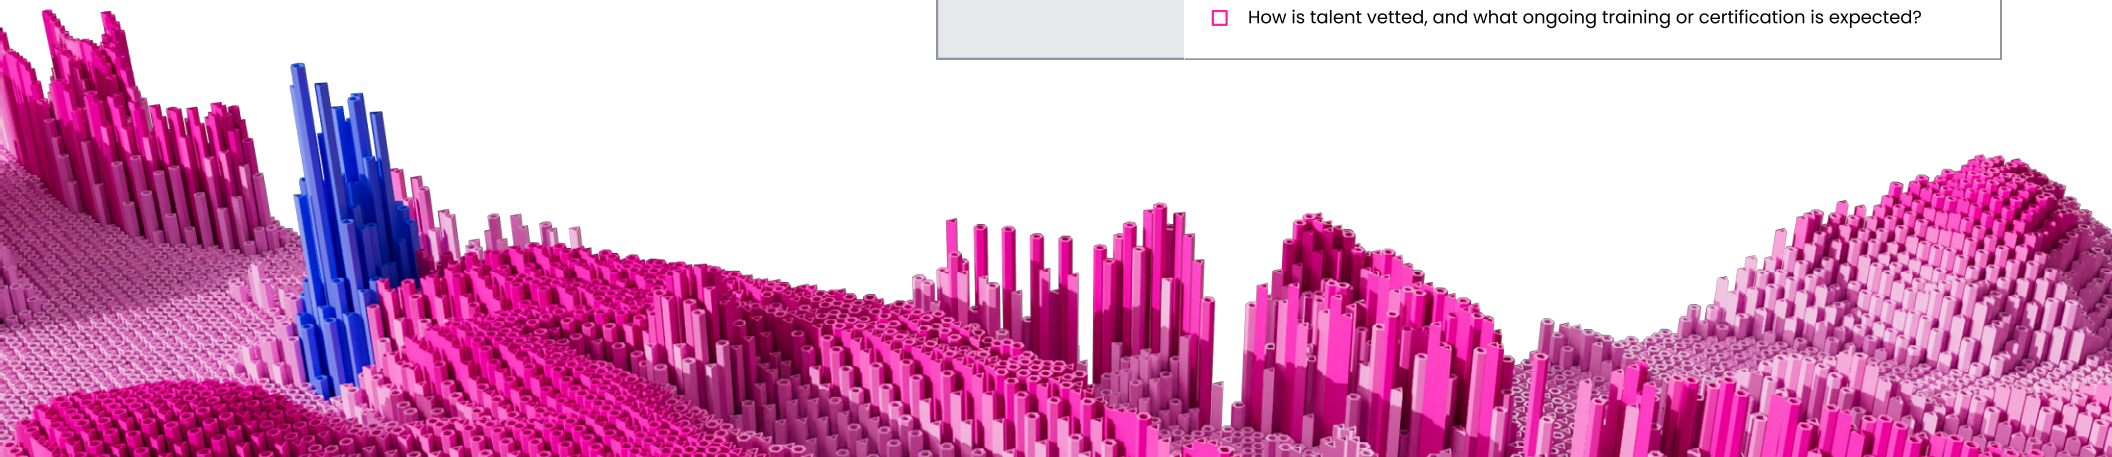 How is talent vetted, and what ongoing training or certification is expected?